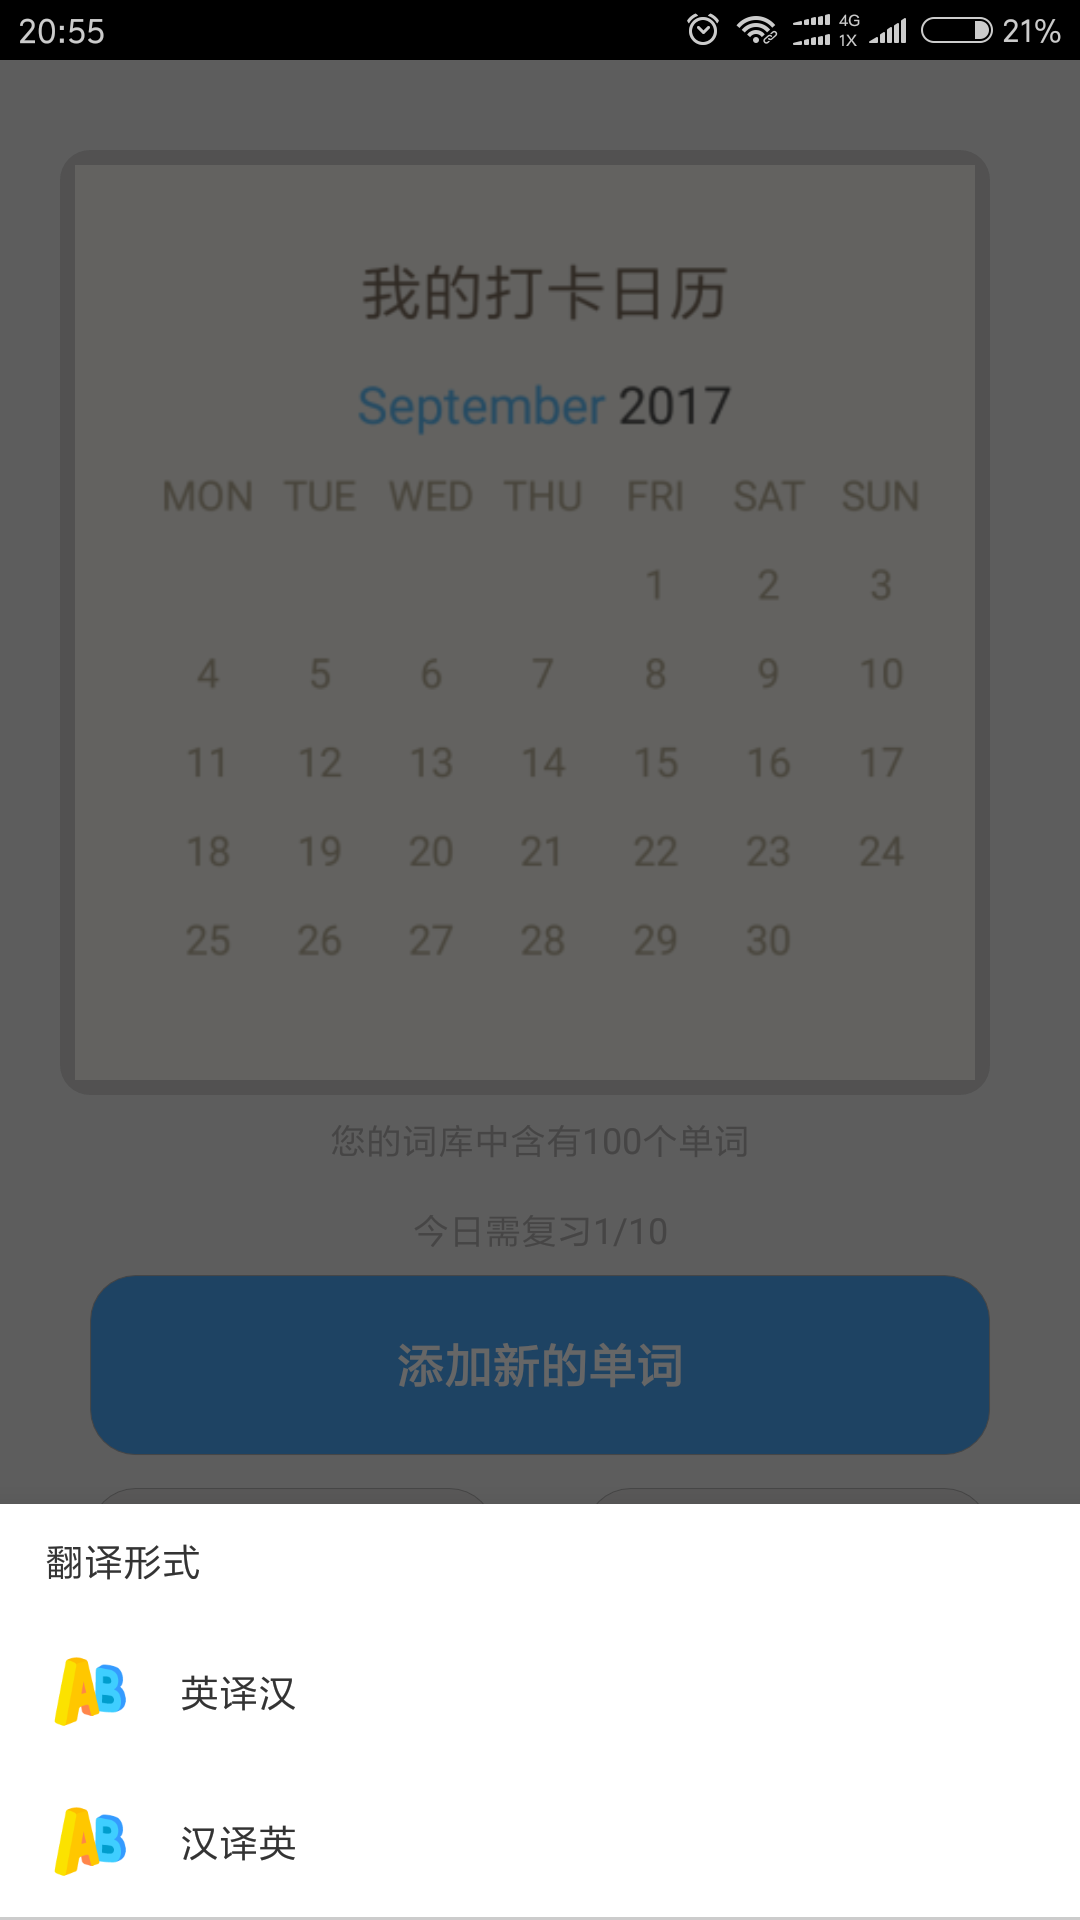 20:55 4G 1X 21%
我的打卡日历
September 2017
MON TUE WED THU FRI SAT SUN
1 2 3
4 5 6 7 8 9 10
11 12 13 14 15 16 17
18 19 20 21 22 23 24
25 26 27 28 29 30
您的词库中含有100个单词
今日需复习1/10
添加新的单词
翻译形式
AB 英译汉
AB 汉译英